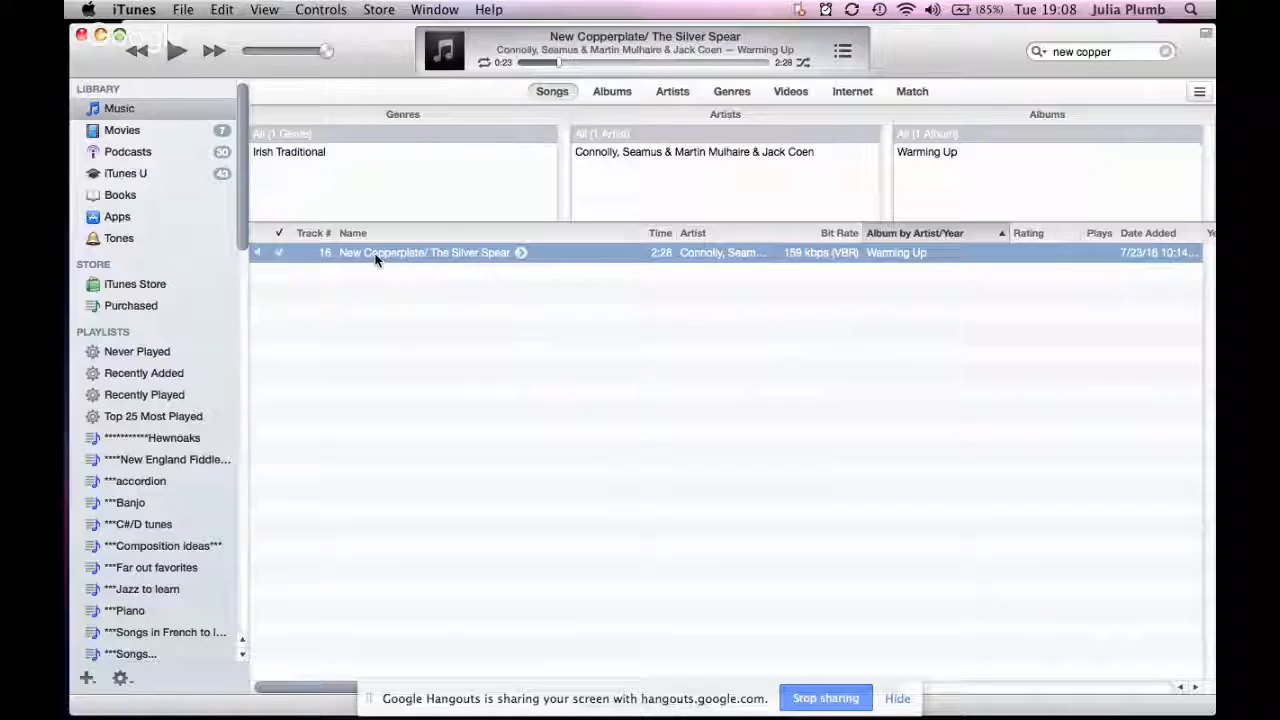 iTunes File Edit View Controls Store Window Help (85%) Tue 19:08 Julia Plumb
New Copperplate/ The Silver Spear
Connolly, Seamus & Martin Mulhaire & Jack Coen — Warming Up
0:23 2:28
new copper
LIBRARY
Music
Movies 7
Podcasts 30
iTunes U 43
Books
Apps
Tones
STORE
iTunes Store
Purchased
PLAYLISTS
Never Played
Recently Added
Recently Played
Top 25 Most Played
***********Hewnoaks
****New England Fiddle...
***accordion
***Banjo
***C#/D tunes
***Composition ideas***
***Far out favorites
***Jazz to learn
***Piano
***Songs in French to l...
***Songs...
Songs Albums Artists Genres Videos Internet Match
Genres Artists Albums
All (1 Genre) All (1 Artist) All (1 Album)
Irish Traditional Connolly, Seamus & Martin Mulhaire & Jack Coen Warming Up
✓ Track # Name Time Artist Bit Rate Album by Artist/Year Rating Plays Date Added
16 New Copperplate/ The Silver Spear 2:28 Connolly, Seam... 159 kbps (VBR) Warming Up 7/23/16 10:14...
Google Hangouts is sharing your screen with hangouts.google.com. Stop sharing Hide